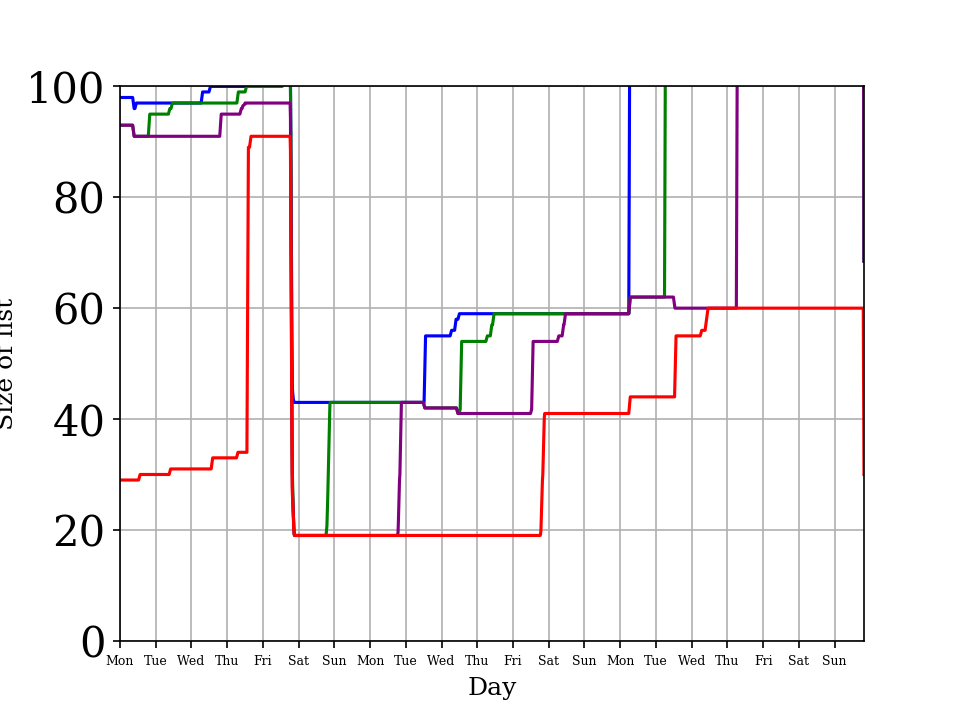 100
80
60
40
20
0
Size of list
Mon Tue Wed Thu Fri Sat Sun Mon Tue Wed Thu Fri Sat Sun Mon Tue Wed Thu Fri Sat Sun
Day